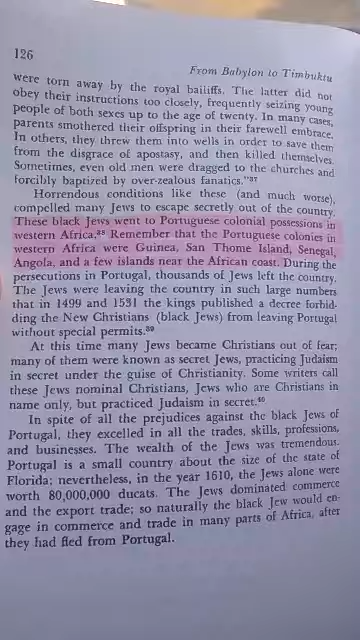 126
From Babylon to Timbuktu
were torn away by the royal bailiffs. The latter did not
obey their instructions too closely, frequently seizing young
people of both sexes up to the age of twenty. In many cases,
parents smothered their offspring in their farewell embrace.
In others, they threw them into wells in order to save them
from the disgrace of apostasy, and then killed themselves.
Sometimes, even old men were dragged to the churches and
forcibly baptized by over-zealous fanatics."³⁷
Horrendous conditions like these (and much worse),
compelled many Jews to escape secretly out of the country.
These black Jews went to Portuguese colonial possessions in
western Africa.³⁸ Remember that the Portuguese colonies in
western Africa were Guinea, San Thome Island, Senegal,
Angola, and a few islands near the African coast. During the
persecutions in Portugal, thousands of Jews left the country.
The Jews were leaving the country in such large numbers
that in 1499 and 1531 the kings published a decree forbid-
ding the New Christians (black Jews) from leaving Portugal
without special permits.³⁹
At this time many Jews became Christians out of fear;
many of them were known as secret Jews, practicing Judaism
in secret under the guise of Christianity. Some writers call
these Jews nominal Christians, Jews who are Christians in
name only, but practiced Judaism in secret.⁴⁰
In spite of all the prejudices against the black Jews of
Portugal, they excelled in all the trades, skills, professions,
and businesses. The wealth of the Jews was tremendous.
Portugal is a small country about the size of the state of
Florida; nevertheless, in the year 1610, the Jews alone were
worth 80,000,000 ducats. The Jews dominated commerce
and the export trade; so naturally the black Jew would en-
gage in commerce and trade in many parts of Africa, after
they had fled from Portugal.